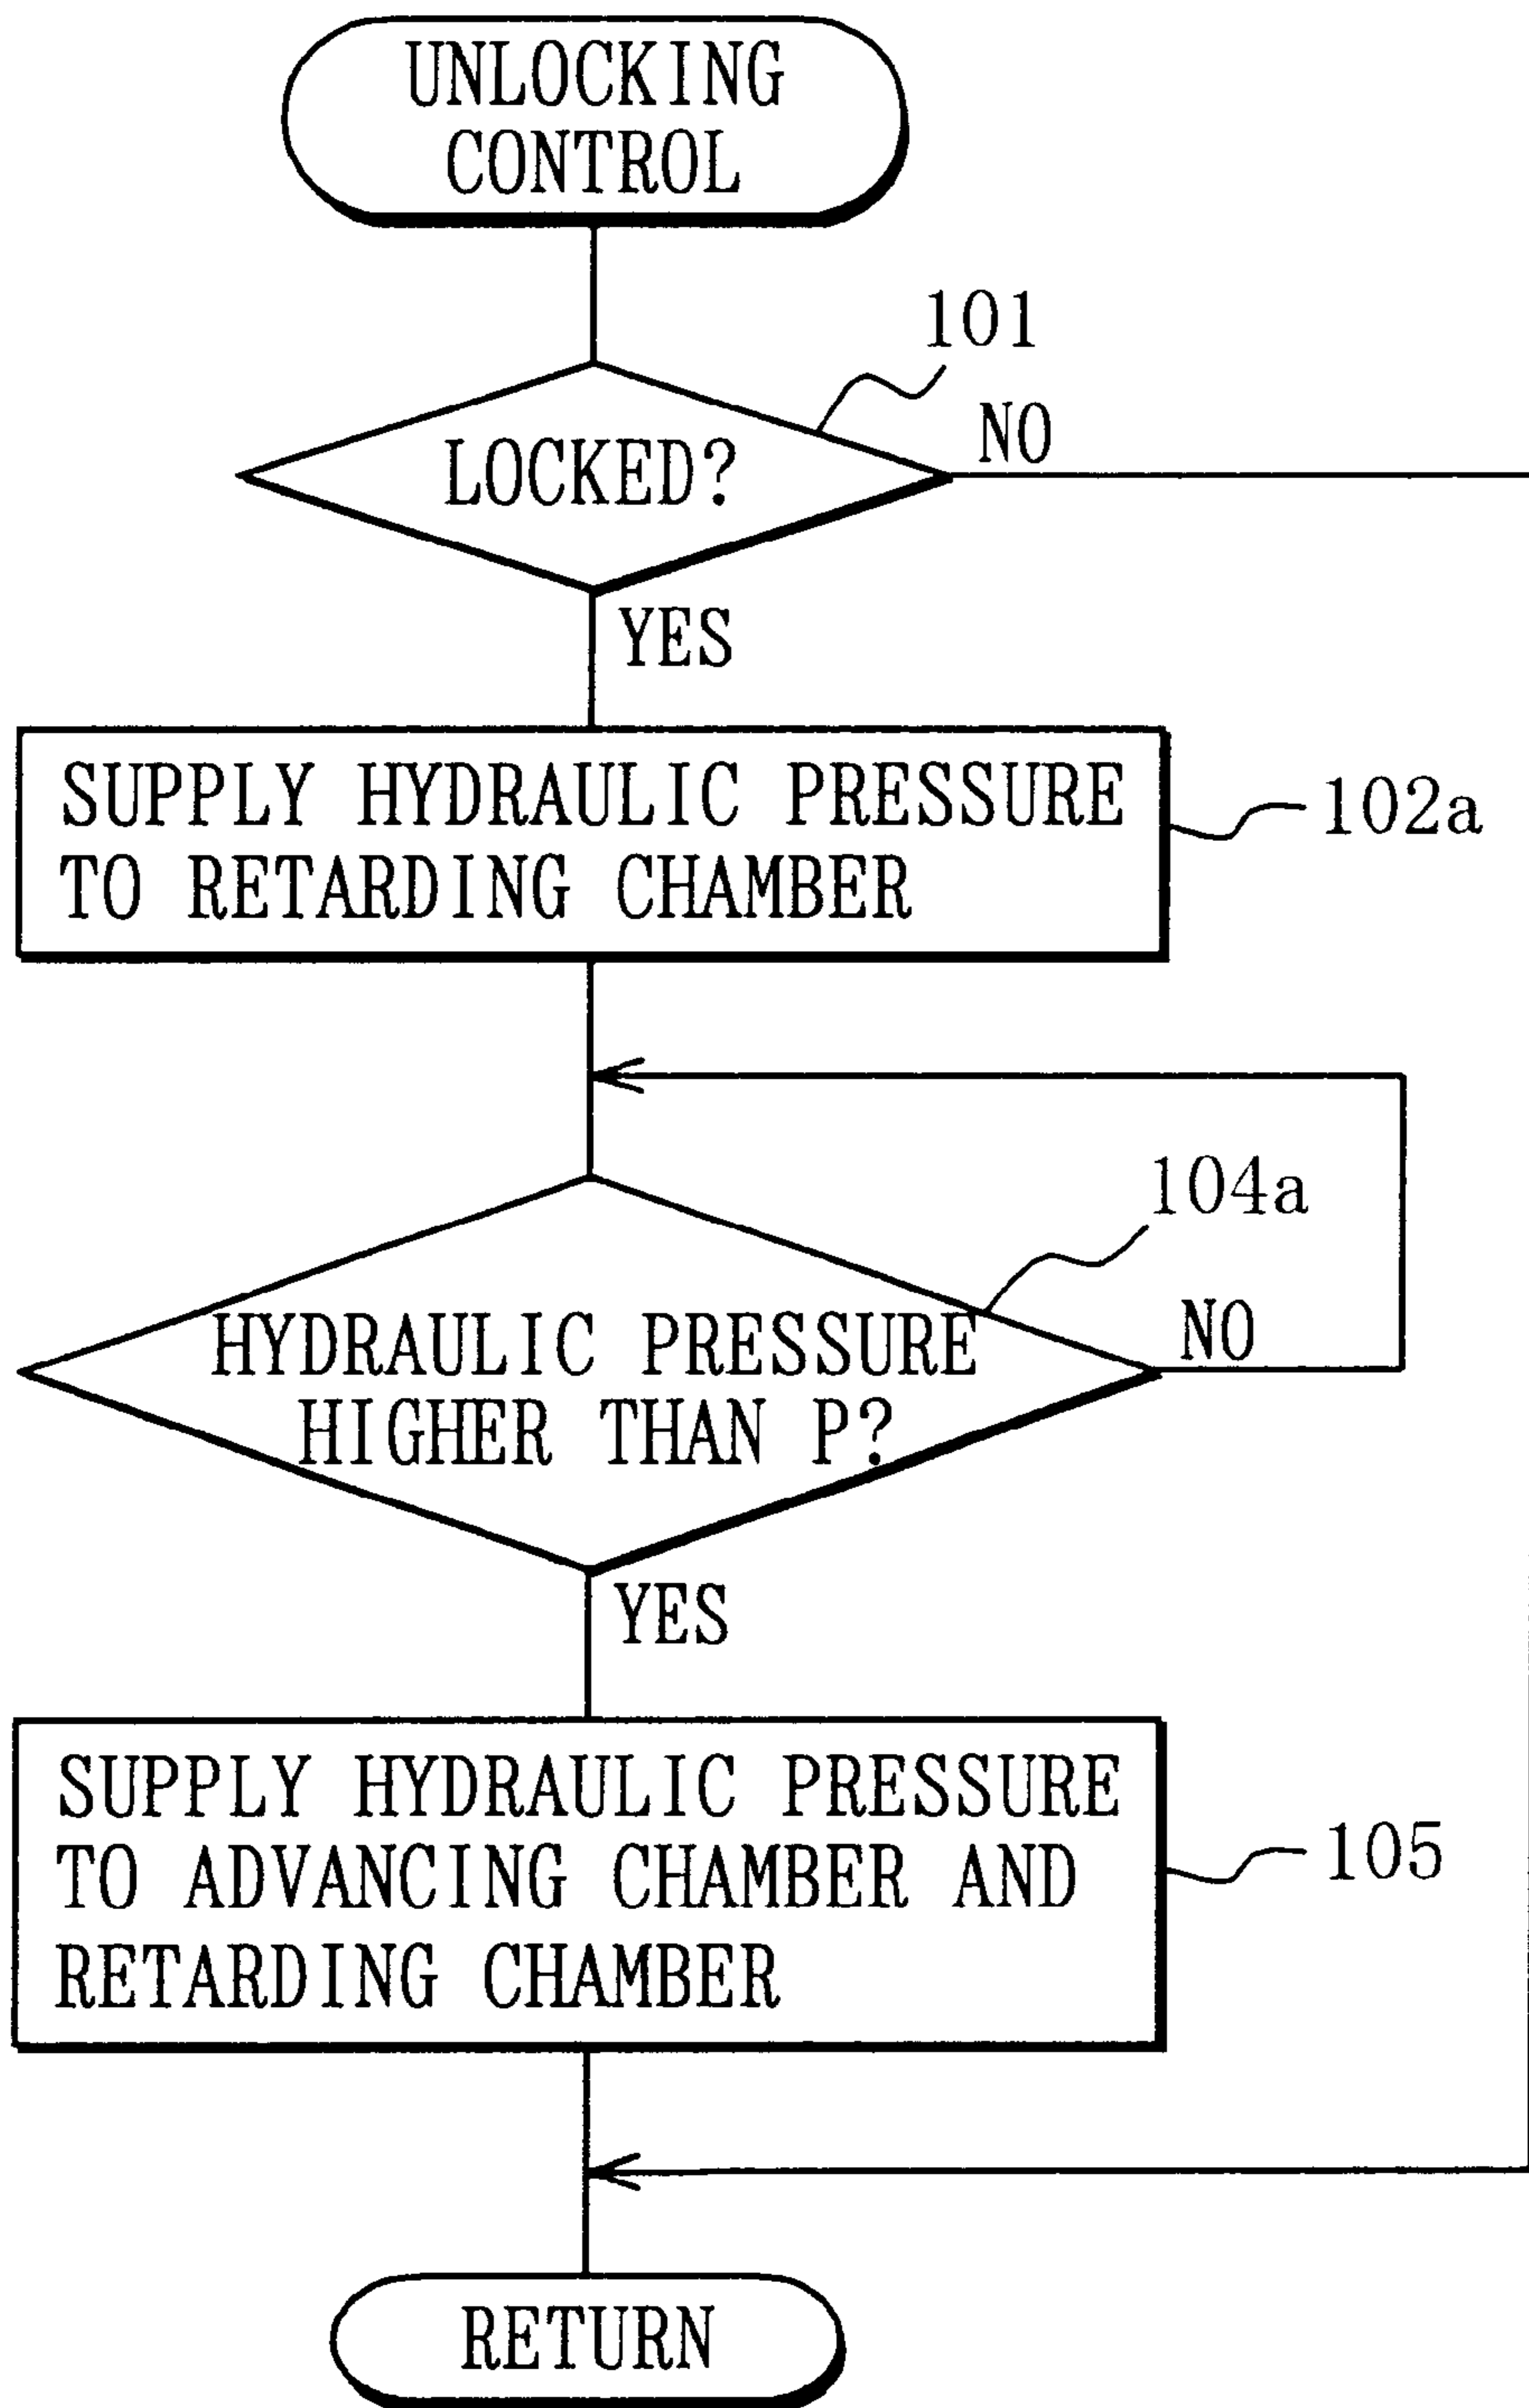 UNLOCKING
CONTROL
101
NO
LOCKED?
YES
SUPPLY HYDRAULIC PRESSURE
TO RETARDING CHAMBER
102a
104a
NO
HYDRAULIC PRESSURE
HIGHER THAN P?
YES
SUPPLY HYDRAULIC PRESSURE
TO ADVANCING CHAMBER AND
RETARDING CHAMBER
105
RETURN